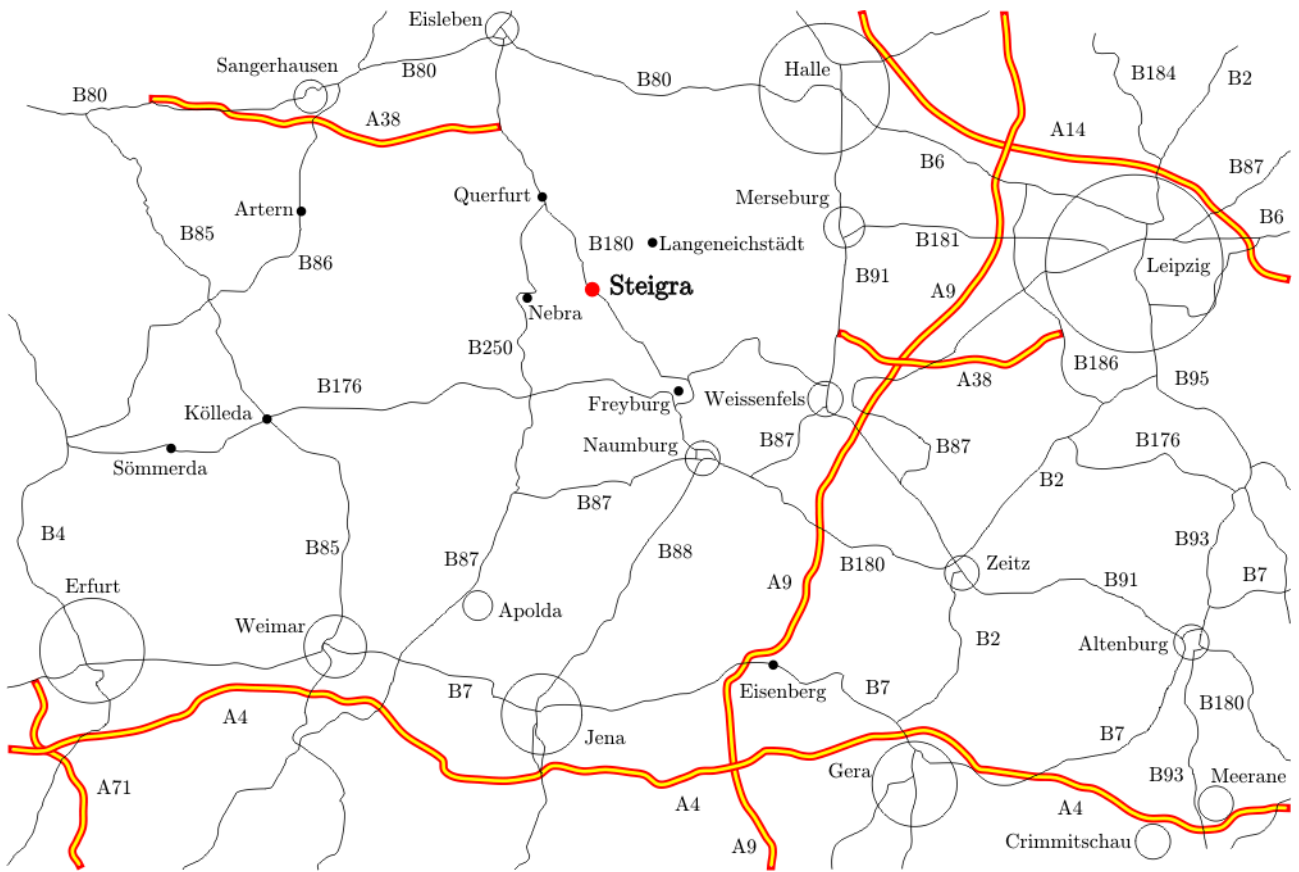 Eisleben
Sangerhausen
B80
B80
Halle
B184
B2
B80
A38
A14
B6
B87
Querfurt
Merseburg
Artern
B6
B85
B180
Langeneichstädt
B181
B86
B91
Leipzig
Steigra
A9
Nebra
B250
B186
A38
B176
B95
Freyburg
Weissenfels
Kölleda
Naumburg
B87
B87
B176
Sömmerda
B2
B87
B4
B93
B85
B88
B87
B180
Zeitz
A9
B91
B7
Erfurt
Apolda
Weimar
B2
Altenburg
B7
Eisenberg
B7
B180
A4
B7
Jena
Gera
B93
Meerane
A71
A4
A4
Crimmitschau
A9